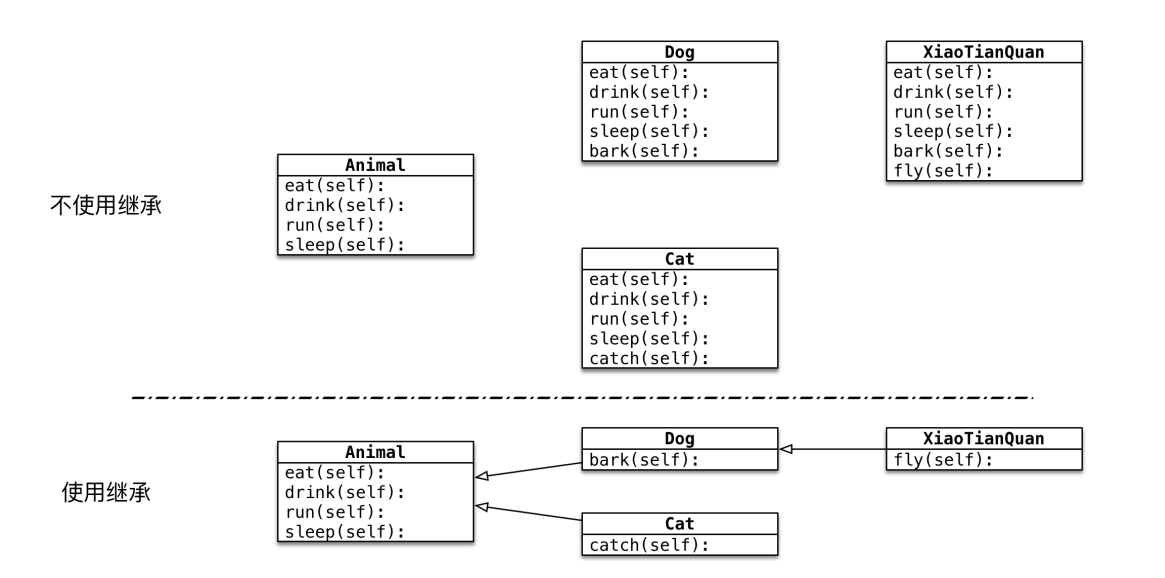 不使用继承
Animal
eat(self):
drink(self):
run(self):
sleep(self):
Dog
eat(self):
drink(self):
run(self):
sleep(self):
bark(self):
XiaoTianQuan
eat(self):
drink(self):
run(self):
sleep(self):
bark(self):
fly(self):
Cat
eat(self):
drink(self):
run(self):
sleep(self):
catch(self):
使用继承
Animal
eat(self):
drink(self):
run(self):
sleep(self):
Dog
bark(self):
XiaoTianQuan
fly(self):
Cat
catch(self):